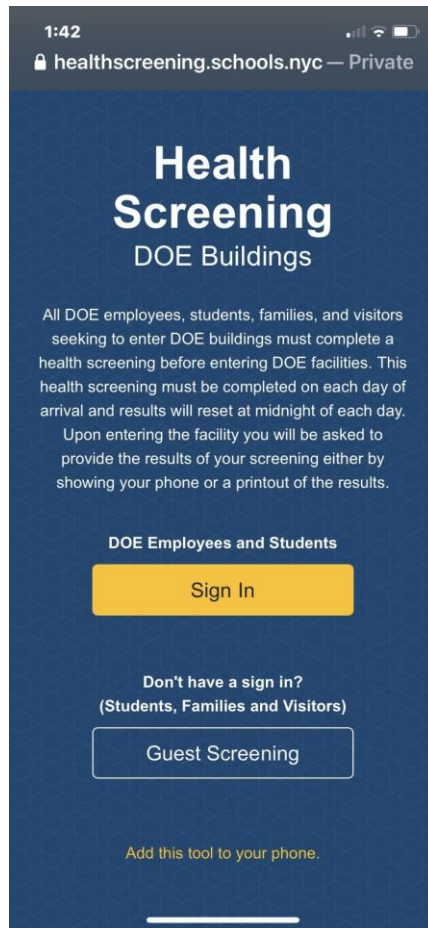 1:42
healthscreening.schools.nyc — Private
Health
Screening
DOE Buildings
All DOE employees, students, families, and visitors
seeking to enter DOE buildings must complete a
health screening before entering DOE facilities. This
health screening must be completed on each day of
arrival and results will reset at midnight of each day.
Upon entering the facility you will be asked to
provide the results of your screening either by
showing your phone or a printout of the results.
DOE Employees and Students
Sign In
Don't have a sign in?
(Students, Families and Visitors)
Guest Screening
Add this tool to your phone.